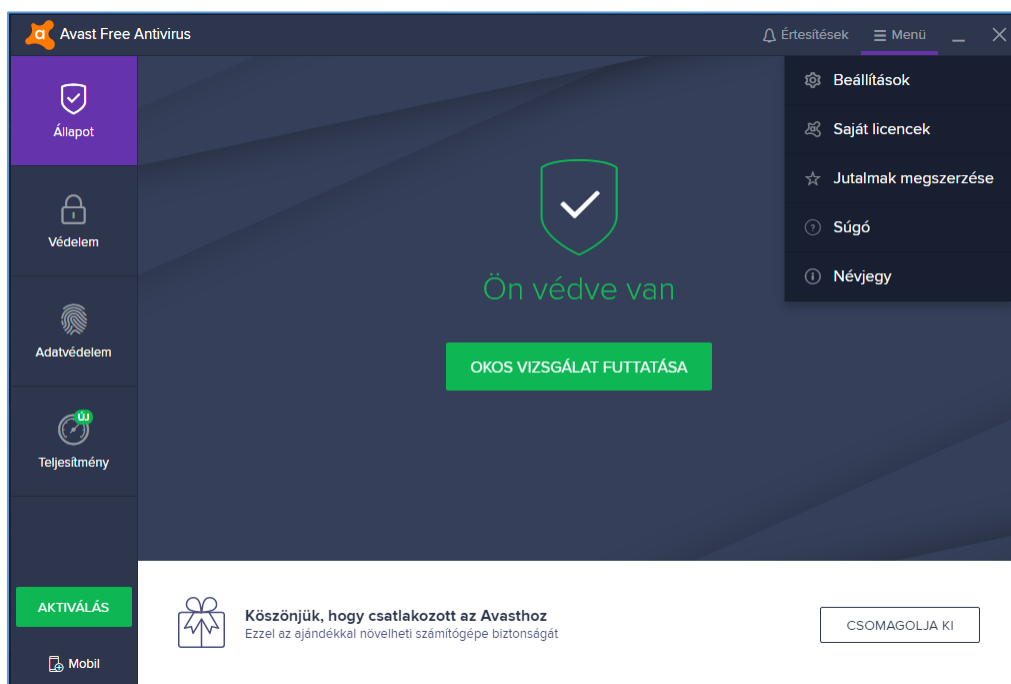 Avast Free Antivirus
Értesítések
Menü
Beállítások
Saját licencek
Jutalmak megszerzése
Súgó
Névjegy
Állapot
Védelem
Adatvédelem
ÚJ
Teljesítmény
Ön védve van
OKOS VIZSGÁLAT FUTTATÁSA
AKTIVÁLÁS
Mobil
Köszönjük, hogy csatlakozott az Avasthoz
Ezzel az ajándékkal növelheti számítógépe biztonságát
CSOMAGOLJA KI